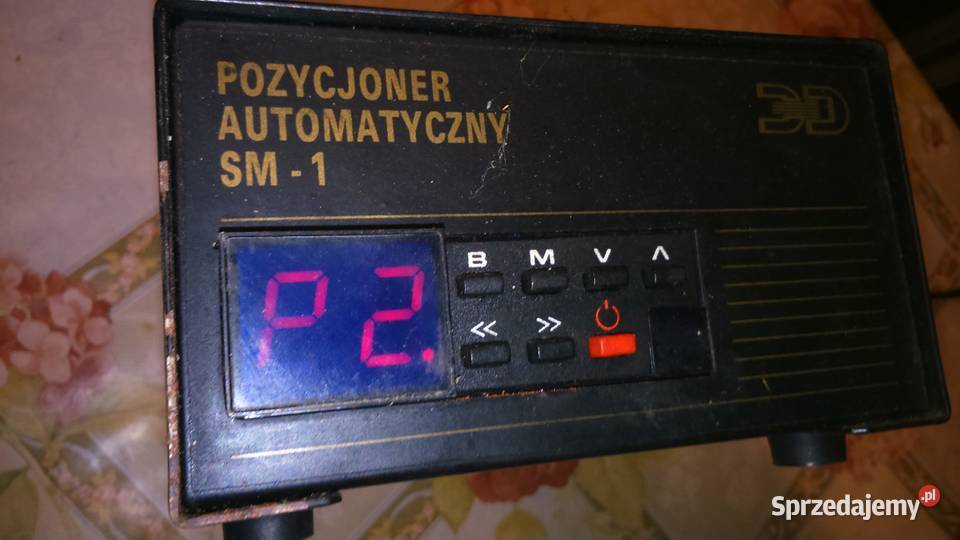 POZYCJONER
AUTOMATYCZNY
SM - 1
P2.
B M V Λ
<< >>
Sprzedajemy.pl